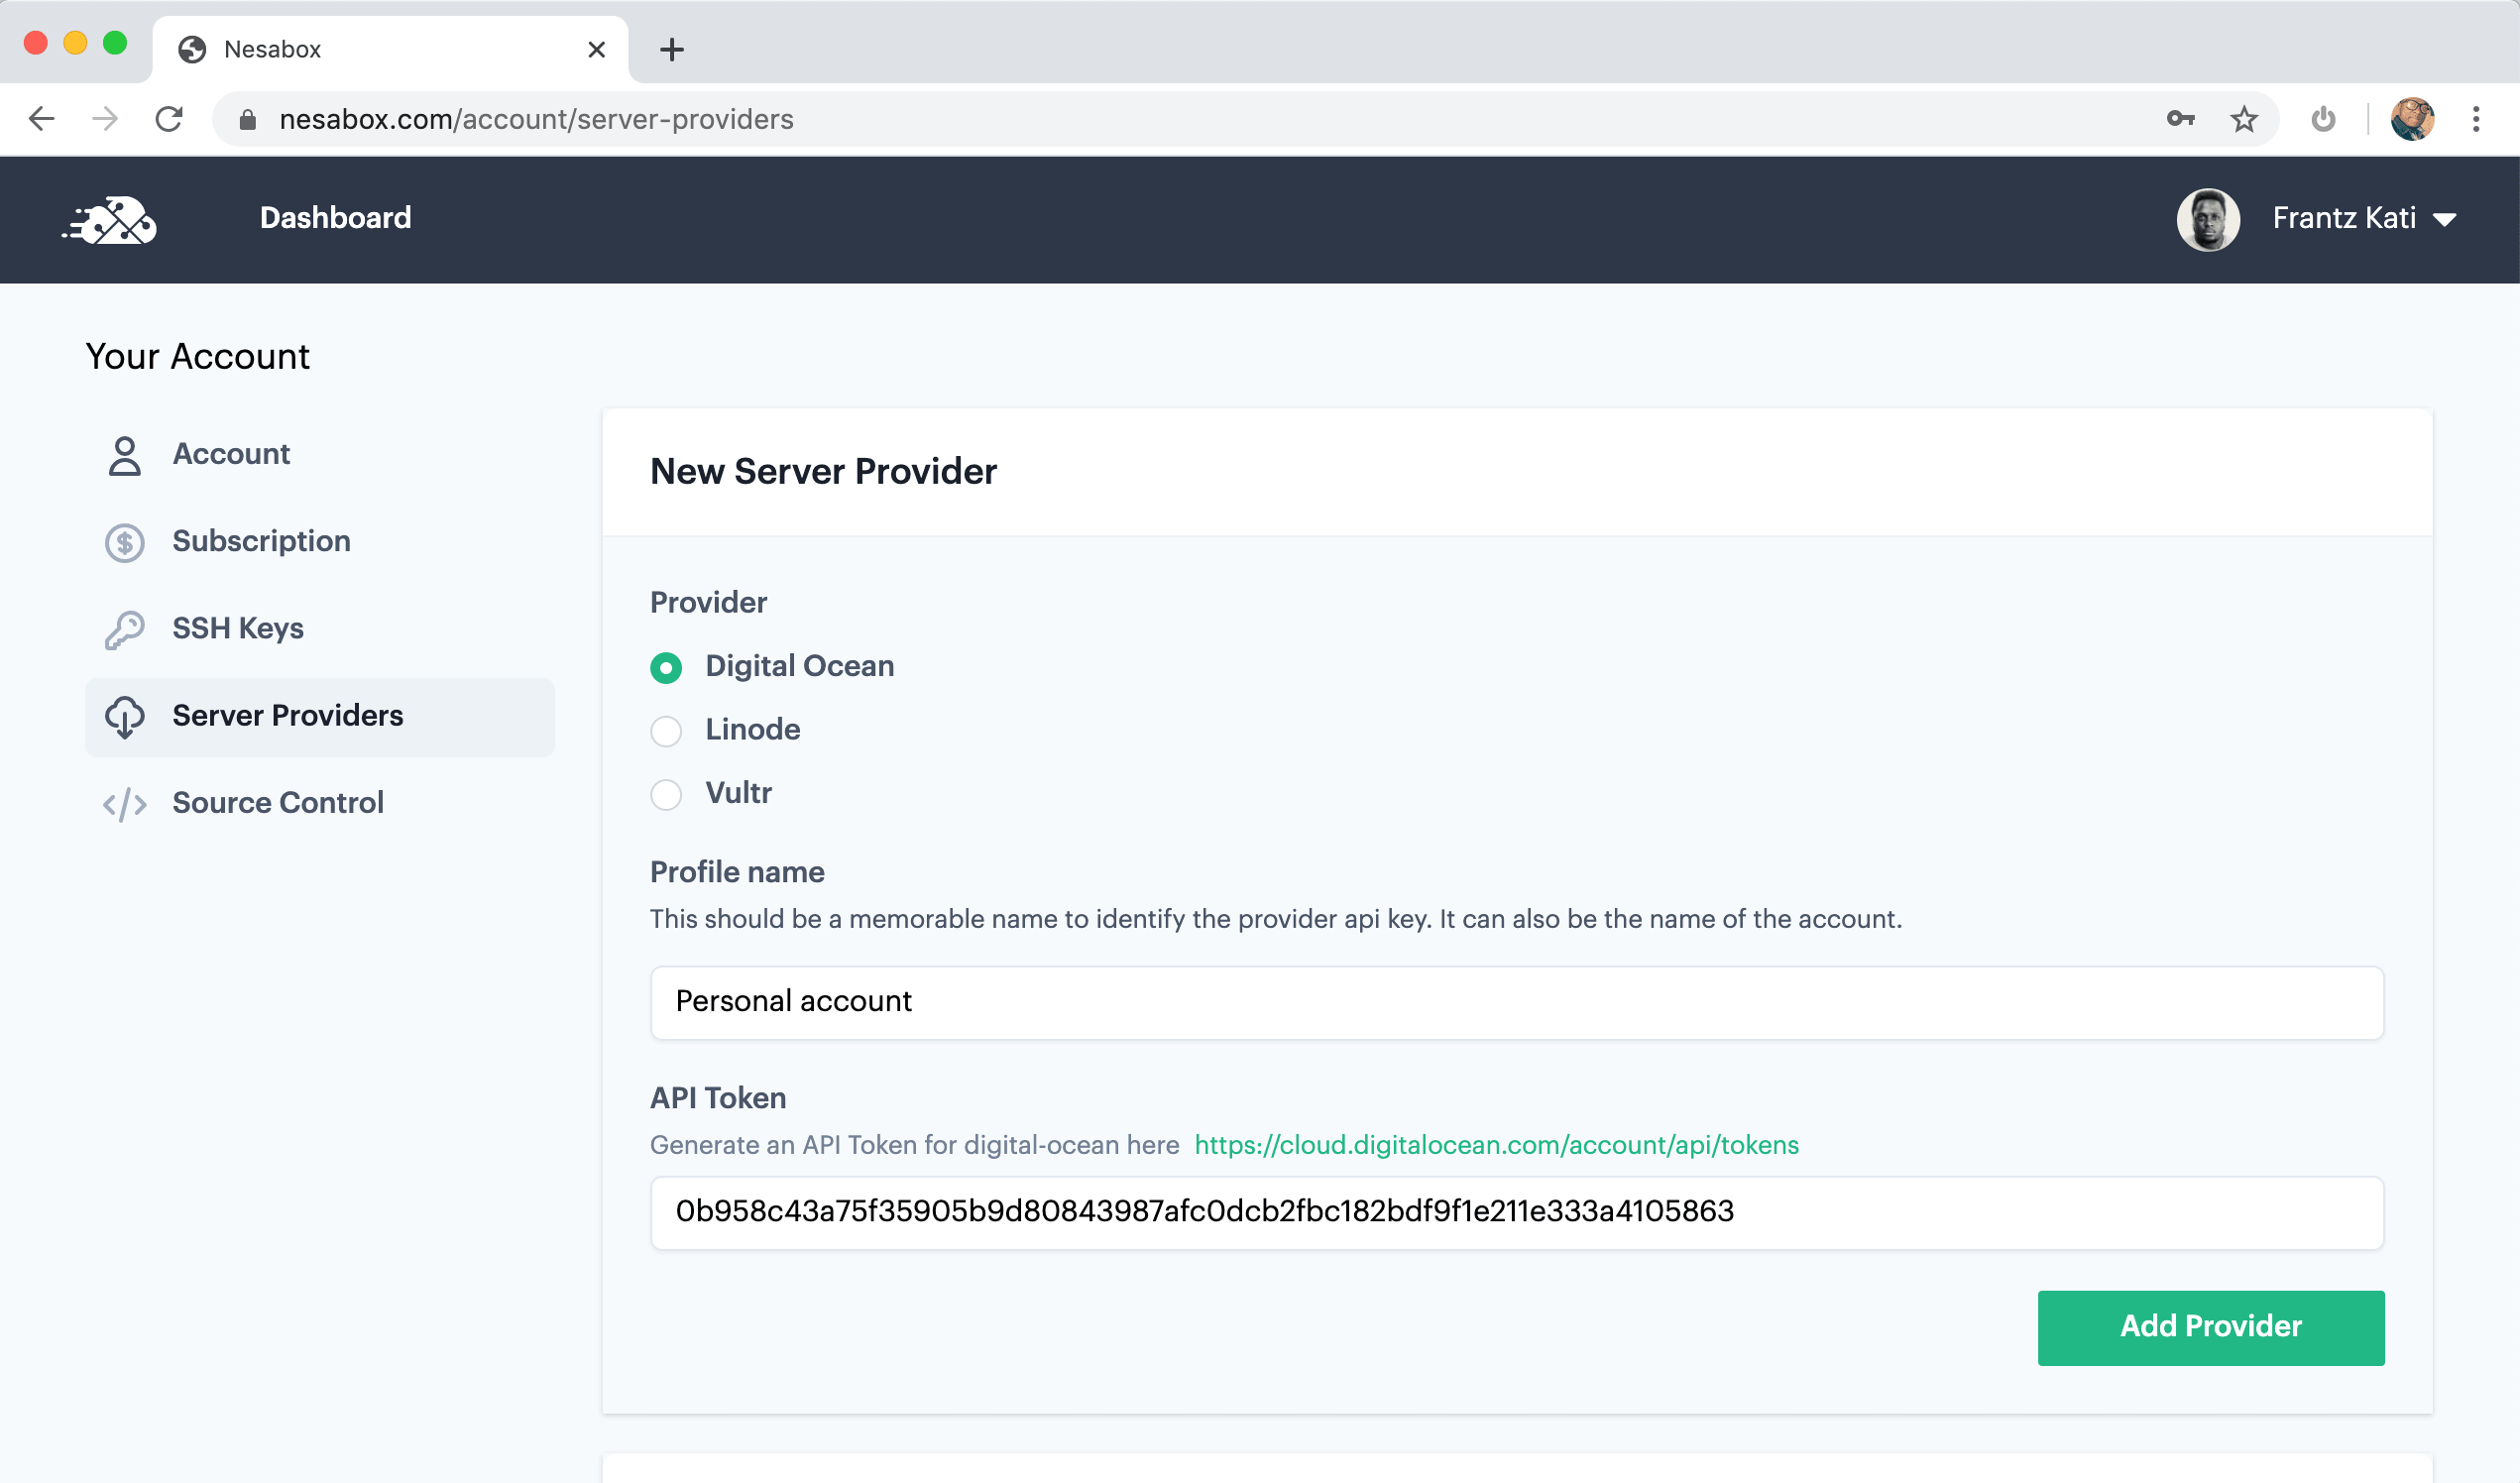 Nesabox
nesabox.com/account/server-providers
Dashboard
Frantz Kati
Your Account
Account
Subscription
SSH Keys
Server Providers
Source Control
New Server Provider
Provider
Digital Ocean
Linode
Vultr
Profile name
This should be a memorable name to identify the provider api key. It can also be the name of the account.
Personal account
API Token
Generate an API Token for digital-ocean here https://cloud.digitalocean.com/account/api/tokens
0b958c43a75f35905b9d80843987afc0dcb2fbc182bdf9f1e211e333a4105863
Add Provider